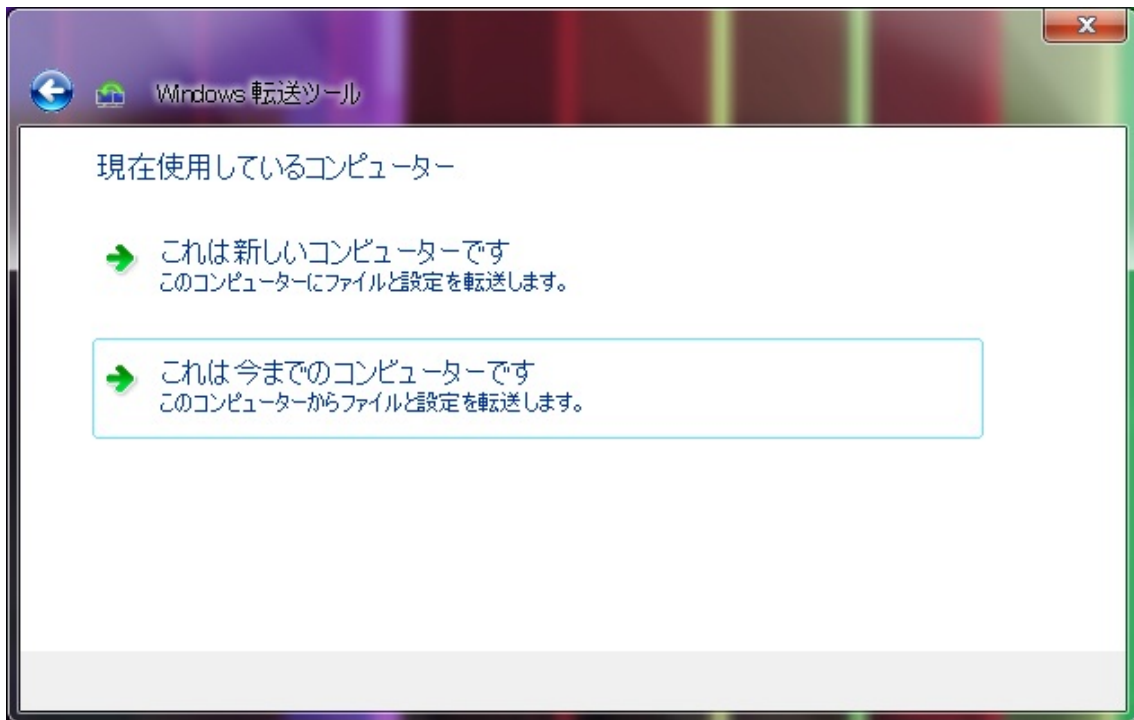 Windows 転送ツール
現在使用しているコンピューター
これは新しいコンピューターです
このコンピューターにファイルと設定を転送します。
これは今までのコンピューターです
このコンピューターからファイルと設定を転送します。